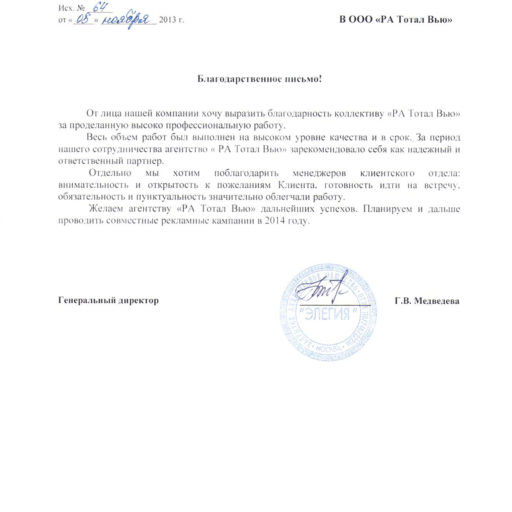 Исх. № 64
от « 05 » ноября 2013 г.
В ООО «РА Тотал Вью»
Благодарственное письмо!
От лица нашей компании хочу выразить благодарность коллективу «РА Тотал Вью»
за проделанную высоко профессиональную работу.
Весь объем работ был выполнен на высоком уровне качества и в срок. За период
нашего сотрудничества агентство « РА Тотал Вью» зарекомендовало себя как надежный и
ответственный партнер.
Отдельно мы хотим поблагодарить менеджеров клиентского отдела:
внимательность и открытость к пожеланиям Клиента, готовность идти на встречу,
обязательность и пунктуальность значительно облегчали работу.
Желаем агентству «РА Тотал Вью» дальнейших успехов. Планируем и дальше
проводить совместные рекламные кампании в 2014 году.
Генеральный директор
"ЭЛЕГИЯ"
МОСКВА
Г.В. Медведева